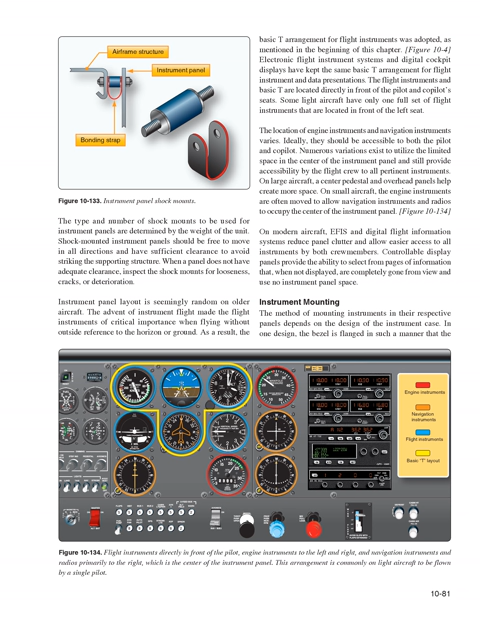 Airframe structure
Instrument panel
Bonding strap
Figure 10-133. Instrument panel shock mounts.
The type and number of shock mounts to be used for
instrument panels are determined by the weight of the unit.
Shock-mounted instrument panels should be free to move
in all directions and have sufficient clearance to avoid
striking the supporting structure. When a panel does not have
adequate clearance, inspect the shock mounts for looseness,
cracks, or deterioration.
Instrument panel layout is seemingly random on older
aircraft. The advent of instrument flight made the flight
instruments of critical importance when flying without
outside reference to the horizon or ground. As a result, the
basic T arrangement for flight instruments was adopted, as
mentioned in the beginning of this chapter. [Figure 10-4]
Electronic flight instrument systems and digital cockpit
displays have kept the same basic T arrangement for flight
instrument and data presentations. The flight instruments and
basic T are located directly in front of the pilot and copilot's
seats. Some light aircraft have only one full set of flight
instruments that are located in front of the left seat.
The location of engine instruments and navigation instruments
varies. Ideally, they should be accessible to both the pilot
and copilot. Numerous variations exist to utilize the limited
space in the center of the instrument panel and still provide
accessibility by the flight crew to all pertinent instruments.
On large aircraft, a center pedestal and overhead panels help
create more space. On small aircraft, the engine instruments
are often moved to allow navigation instruments and radios
to occupy the center of the instrument panel. [Figure 10-134]
On modern aircraft, EFIS and digital flight information
systems reduce panel clutter and allow easier access to all
instruments by both crewmembers. Controllable display
panels provide the ability to select from pages of information
that, when not displayed, are completely gone from view and
use no instrument panel space.
Instrument Mounting
The method of mounting instruments in their respective
panels depends on the design of the instrument case. In
one design, the bezel is flanged in such a manner that the
Engine instruments
Navigation
instruments
Flight instruments
Basic "T" layout
Figure 10-134. Flight instruments directly in front of the pilot, engine instruments to the left and right, and navigation instruments and
radios primarily to the right, which is the center of the instrument panel. This arrangement is commonly on light aircraft to be flown
by a single pilot.
10-81